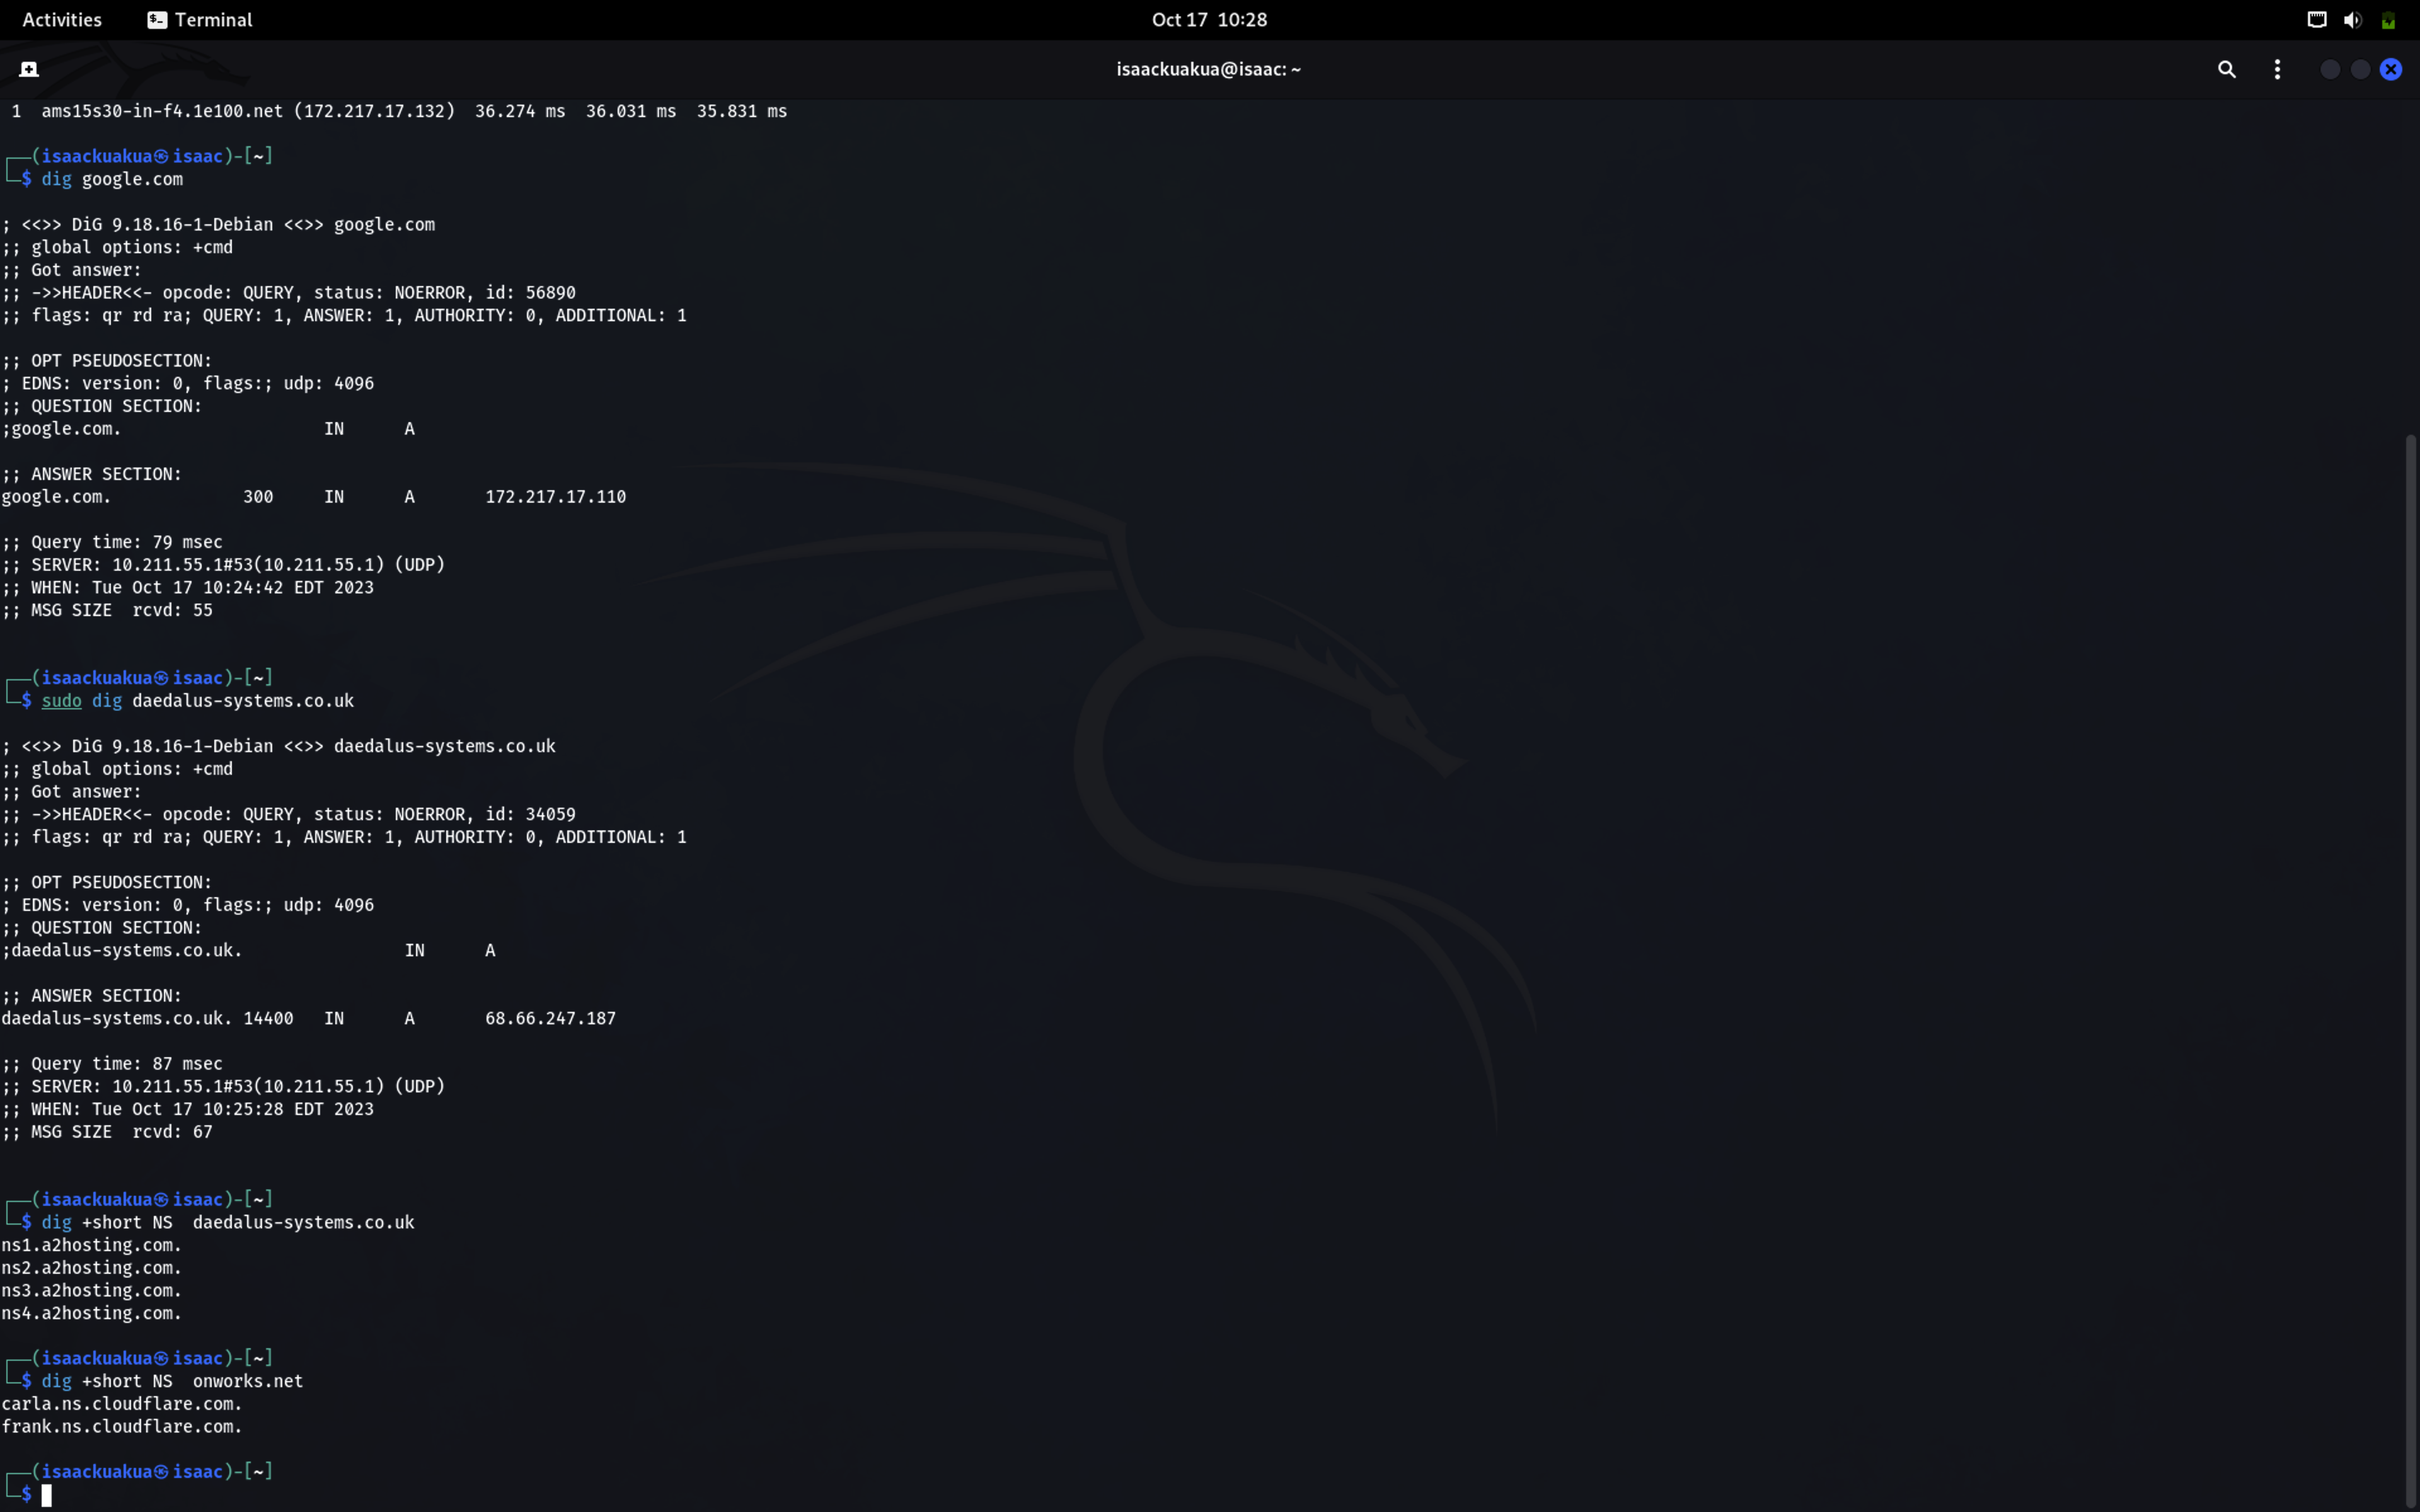 Activities
Terminal
Oct 17 10:28
isaackuakua@isaac: ~
1  ams15s30-in-f4.1e100.net (172.217.17.132)  36.274 ms  36.031 ms  35.831 ms
┌──(isaackuakua㉿isaac)-[~]
└─$ dig google.com
; <<>> DiG 9.18.16-1-Debian <<>> google.com
;; global options: +cmd
;; Got answer:
;; ->>HEADER<<- opcode: QUERY, status: NOERROR, id: 56890
;; flags: qr rd ra; QUERY: 1, ANSWER: 1, AUTHORITY: 0, ADDITIONAL: 1
;; OPT PSEUDOSECTION:
; EDNS: version: 0, flags:; udp: 4096
;; QUESTION SECTION:
;google.com. IN A
;; ANSWER SECTION:
google.com. 300 IN A 172.217.17.110
;; Query time: 79 msec
;; SERVER: 10.211.55.1#53(10.211.55.1) (UDP)
;; WHEN: Tue Oct 17 10:24:42 EDT 2023
;; MSG SIZE  rcvd: 55
┌──(isaackuakua㉿isaac)-[~]
└─$ sudo dig daedalus-systems.co.uk
; <<>> DiG 9.18.16-1-Debian <<>> daedalus-systems.co.uk
;; global options: +cmd
;; Got answer:
;; ->>HEADER<<- opcode: QUERY, status: NOERROR, id: 34059
;; flags: qr rd ra; QUERY: 1, ANSWER: 1, AUTHORITY: 0, ADDITIONAL: 1
;; OPT PSEUDOSECTION:
; EDNS: version: 0, flags:; udp: 4096
;; QUESTION SECTION:
;daedalus-systems.co.uk. IN A
;; ANSWER SECTION:
daedalus-systems.co.uk. 14400 IN A 68.66.247.187
;; Query time: 87 msec
;; SERVER: 10.211.55.1#53(10.211.55.1) (UDP)
;; WHEN: Tue Oct 17 10:25:28 EDT 2023
;; MSG SIZE  rcvd: 67
┌──(isaackuakua㉿isaac)-[~]
└─$ dig +short NS  daedalus-systems.co.uk
ns1.a2hosting.com.
ns2.a2hosting.com.
ns3.a2hosting.com.
ns4.a2hosting.com.
┌──(isaackuakua㉿isaac)-[~]
└─$ dig +short NS  onworks.net
carla.ns.cloudflare.com.
frank.ns.cloudflare.com.
┌──(isaackuakua㉿isaac)-[~]
└─$